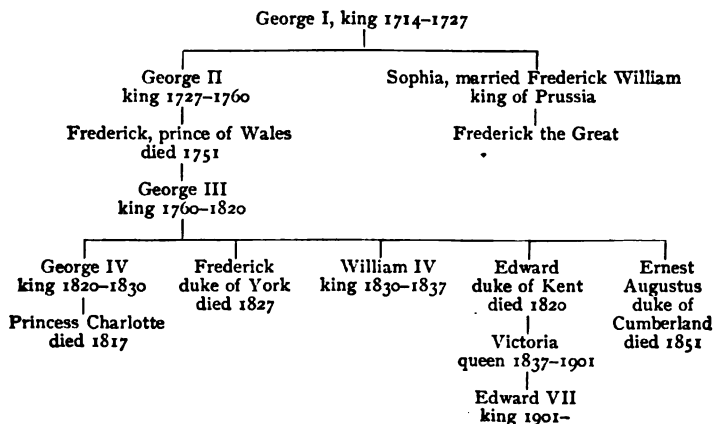 George I, king 1714–1727
George II
king 1727–1760
Sophia, married Frederick William
king of Prussia
Frederick, prince of Wales
died 1751
Frederick the Great
George III
king 1760–1820
George IV
king 1820–1830
Princess Charlotte
died 1817
Frederick
duke of York
died 1827
William IV
king 1830–1837
Edward
duke of Kent
died 1820
Victoria
queen 1837–1901
Edward VII
king 1901–
Ernest
Augustus
duke of
Cumberland
died 1851